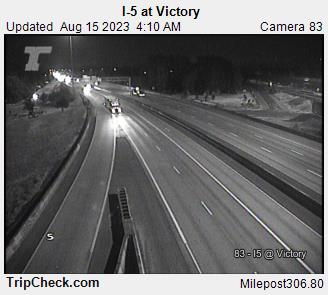 I-5 at Victory
Updated Aug 15 2023 4:10 AM Camera 83
T
S
83 - I5 @ Victory
TripCheck.com Milepost306.80